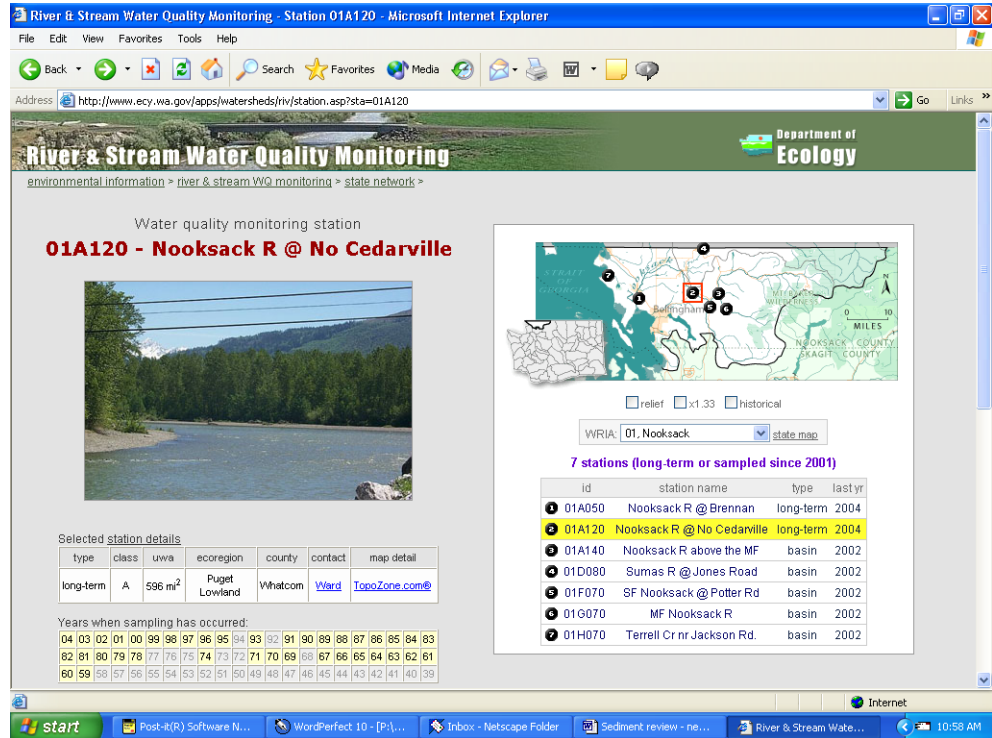 River & Stream Water Quality Monitoring - Station 01A120 - Microsoft Internet Explorer
File Edit View Favorites Tools Help
Back Search Favorites Media
Address http://www.ecy.wa.gov/apps/watersheds/riv/station.asp?sta=01A120 Go Links »
River & Stream Water Quality Monitoring
Department of
Ecology
environmental information > river & stream WQ monitoring > state network >
Water quality monitoring station
01A120 - Nooksack R @ No Cedarville
Selected station details
type class uwa ecoregion county contact map detail
long-term A 596 mi² Puget Lowland Whatcom Ward TopoZone.com®
Years when sampling has occurred:
04 03 02 01 00 99 98 97 96 95 94 93 92 91 90 89 88 87 86 85 84 83
82 81 80 79 78 77 76 75 74 73 72 71 70 69 68 67 66 65 64 63 62 61
60 59 58 57 56 55 54 53 52 51 50 49 48 47 46 45 44 43 42 41 40 39
STRAIT
OF
GEORGIA
4
7
1
2
3
5 6
Bellingham
WILDERNESS
N
0 10
MILES
NOOKSACK COUNTY
SKAGIT COUNTY
relief x1.33 historical
WRIA: 01, Nooksack state map
7 stations (long-term or sampled since 2001)
id station name type last yr
1 01A050 Nooksack R @ Brennan long-term 2004
2 01A120 Nooksack R @ No Cedarville long-term 2004
3 01A140 Nooksack R above the MF basin 2002
4 01D080 Sumas R @ Jones Road basin 2002
5 01F070 SF Nooksack @ Potter Rd basin 2002
6 01G070 MF Nooksack R basin 2002
7 01H070 Terrell Cr nr Jackson Rd. basin 2002
Internet
start Post-it(R) Software N... WordPerfect 10 - [P:\... Inbox - Netscape Folder Sediment review - ne... River & Stream Wate... 10:58 AM